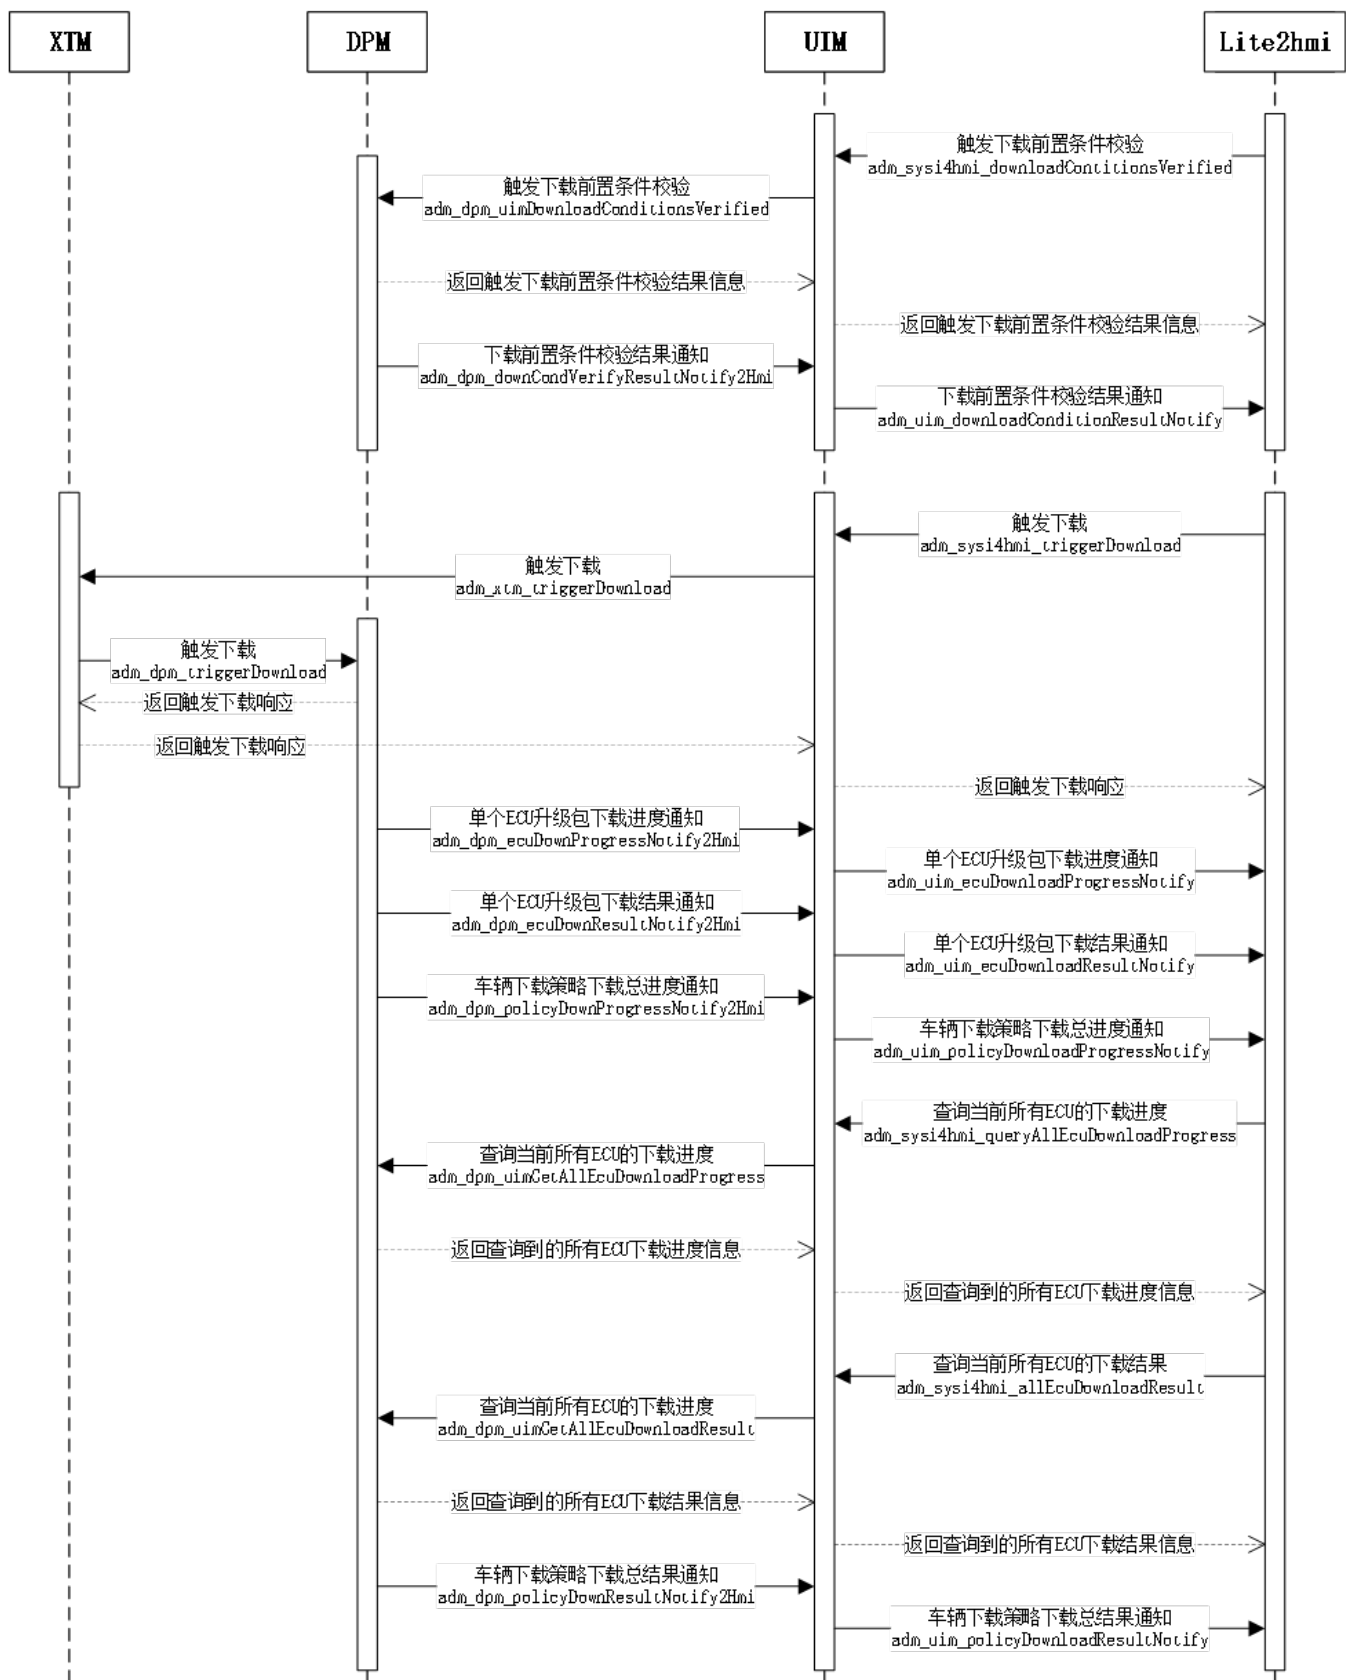 XTM
DPM
UIM
Lite2hmi
触发下载前置条件校验
adm_sysi4hmi_downloadConditionsVerified
触发下载前置条件校验
adm_dpm_uimDownloadConditionsVerified
返回触发下载前置条件校验结果信息
返回触发下载前置条件校验结果信息
下载前置条件校验结果通知
adm_dpm_downCondVerifyResultNotify2Hmi
下载前置条件校验结果通知
adm_uim_downloadConditionResultNotify
触发下载
adm_sysi4hmi_triggerDownload
触发下载
adm_xtm_triggerDownload
触发下载
adm_dpm_triggerDownload
返回触发下载响应
返回触发下载响应
返回触发下载响应
单个ECU升级包下载进度通知
adm_dpm_ecuDownProgressNotify2Hmi
单个ECU升级包下载进度通知
adm_uim_ecuDownloadProgressNotify
单个ECU升级包下载结果通知
adm_dpm_ecuDownResultNotify2Hmi
单个ECU升级包下载结果通知
adm_uim_ecuDownloadResultNotify
车辆下载策略下载总进度通知
adm_dpm_policyDownProgressNotify2Hmi
车辆下载策略下载总进度通知
adm_uim_policyDownloadProgressNotify
查询当前所有ECU的下载进度
adm_sysi4hmi_queryAllEcuDownloadProgress
查询当前所有ECU的下载进度
adm_dpm_uimGetAllEcuDownloadProgress
返回查询到的所有ECU下载进度信息
返回查询到的所有ECU下载进度信息
查询当前所有ECU的下载结果
adm_sysi4hmi_allEcuDownloadResult
查询当前所有ECU的下载进度
adm_dpm_uimGetAllEcuDownloadResult
返回查询到的所有ECU下载结果信息
返回查询到的所有ECU下载结果信息
车辆下载策略下载总结果通知
adm_dpm_policyDownResultNotify2Hmi
车辆下载策略下载总结果通知
adm_uim_policyDownloadResultNotify